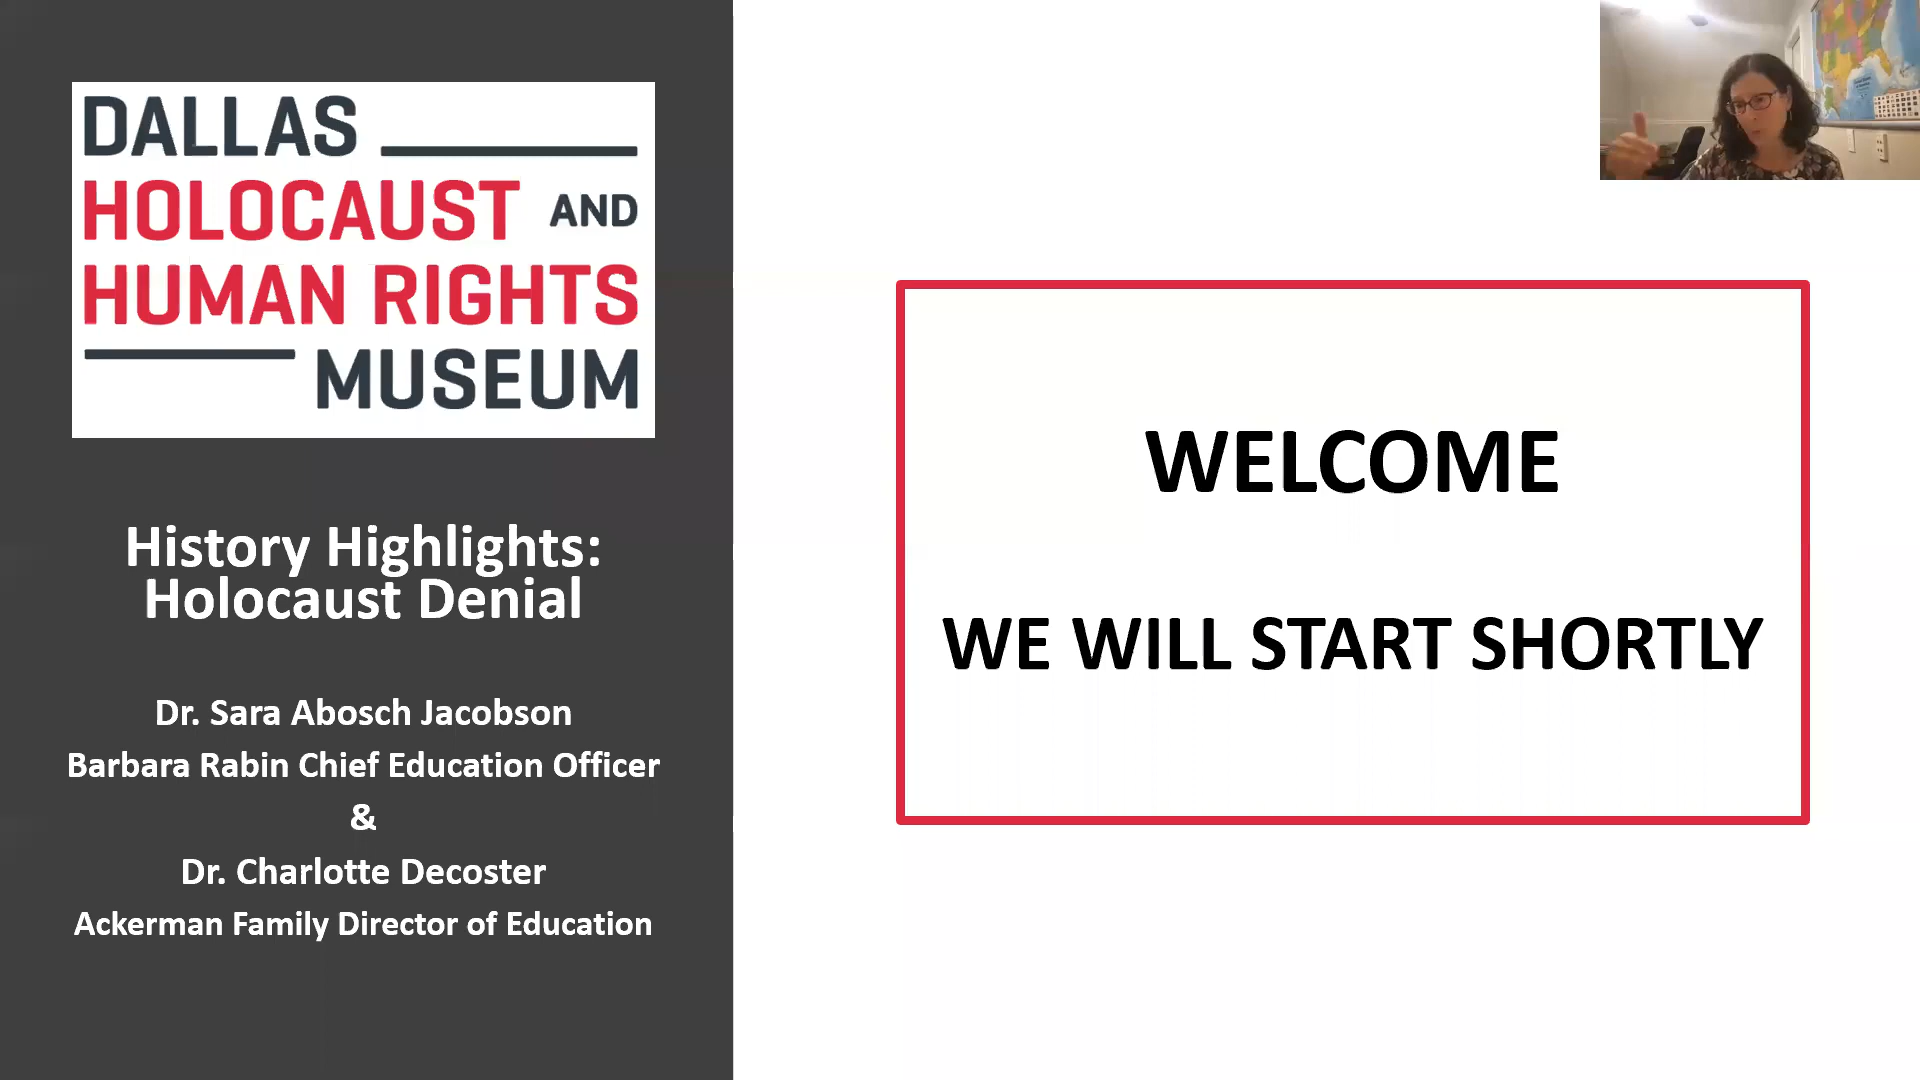 DALLAS
HOLOCAUST AND
HUMAN RIGHTS
MUSEUM
History Highlights:
Holocaust Denial
Dr. Sara Abosch Jacobson
Barbara Rabin Chief Education Officer
&
Dr. Charlotte Decoster
Ackerman Family Director of Education
WELCOME
WE WILL START SHORTLY